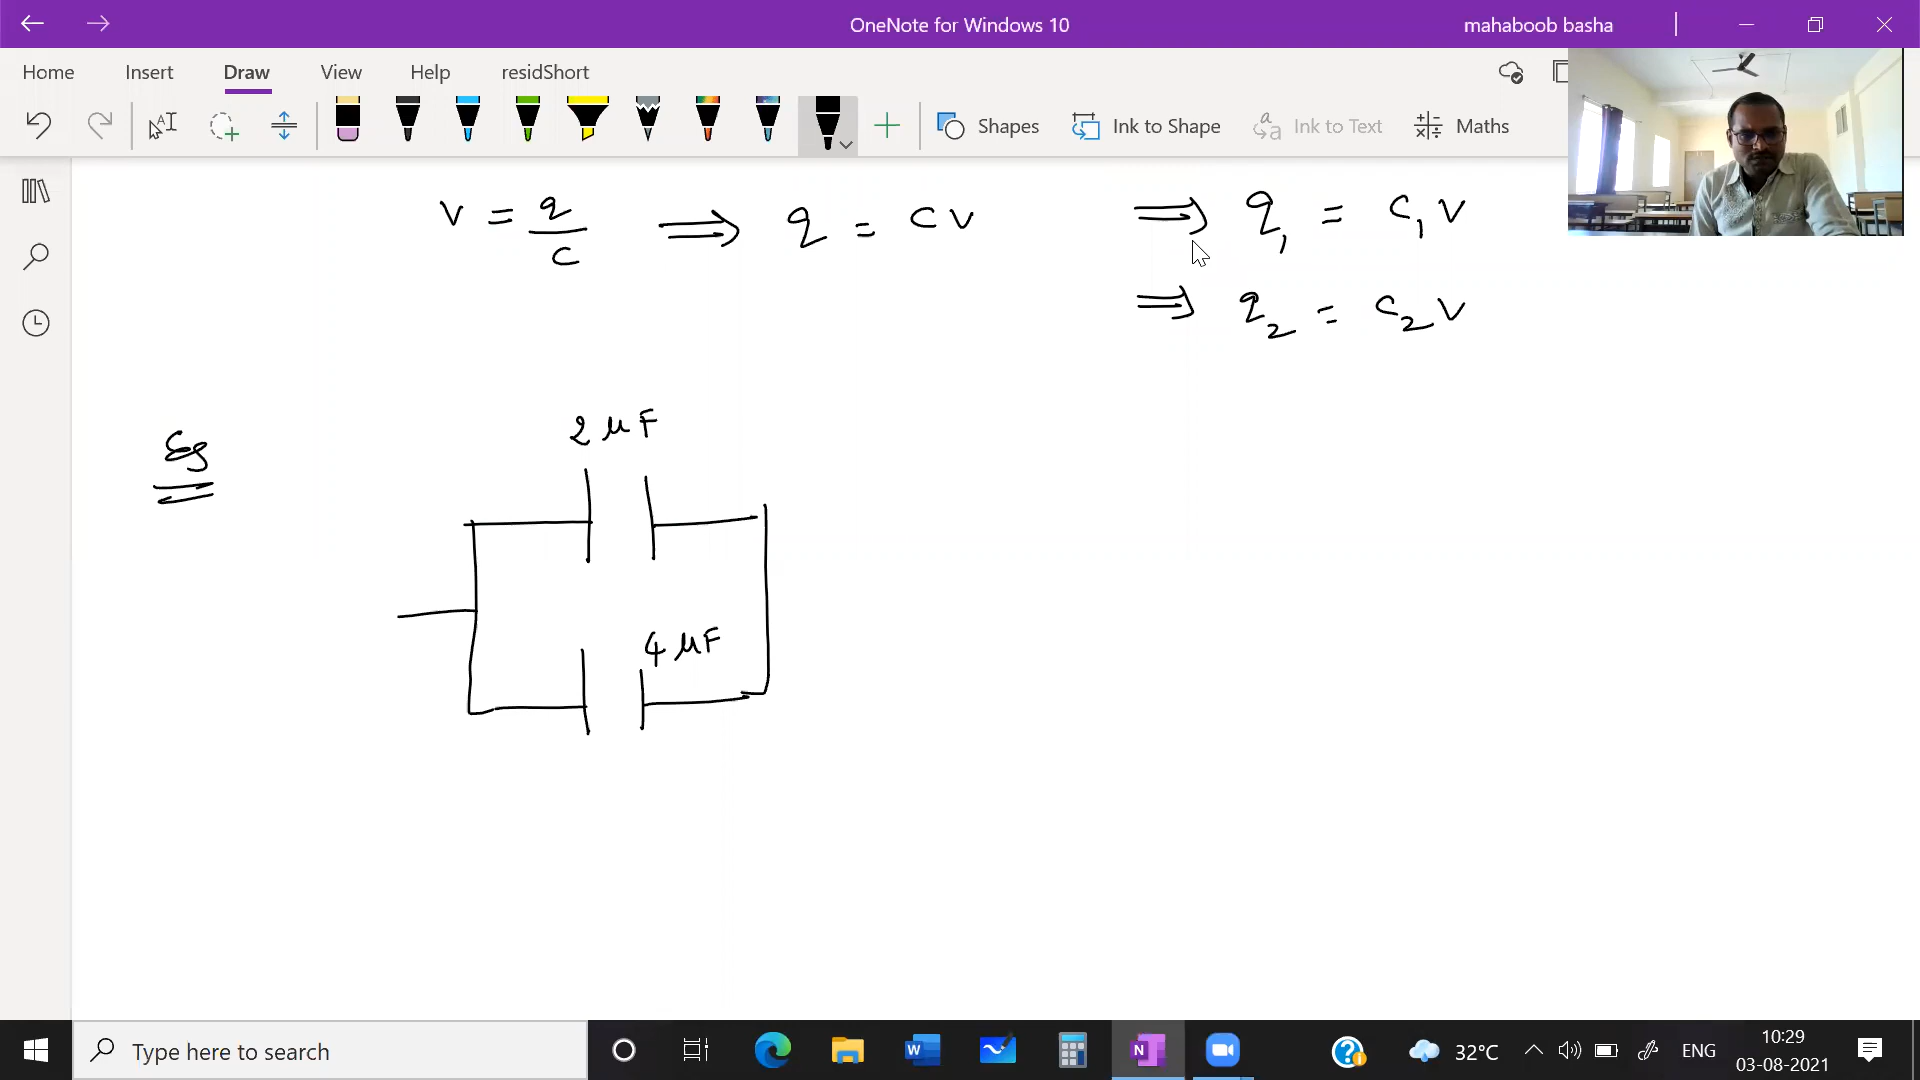 OneNote for Windows 10
mahaboob basha
Home Insert Draw View Help residShort
Shapes Ink to Shape Ink to Text Maths
V = q/c ⟹ q = CV ⟹ q₁ = C₁V
⟹ q₂ = C₂V
Eg
2 μF
4 μF
Type here to search
32°C ENG 10:29
03-08-2021